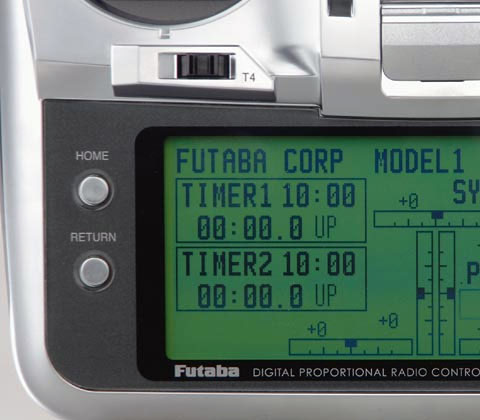 T4
HOME
RETURN
FUTABA CORP MODEL1
SY
TIMER1 10:00
+0
00:00.0 UP
TIMER2 10:00
P
00:00.0 UP
+0
+0
Futaba DIGITAL PROPORTIONAL RADIO CONTRO